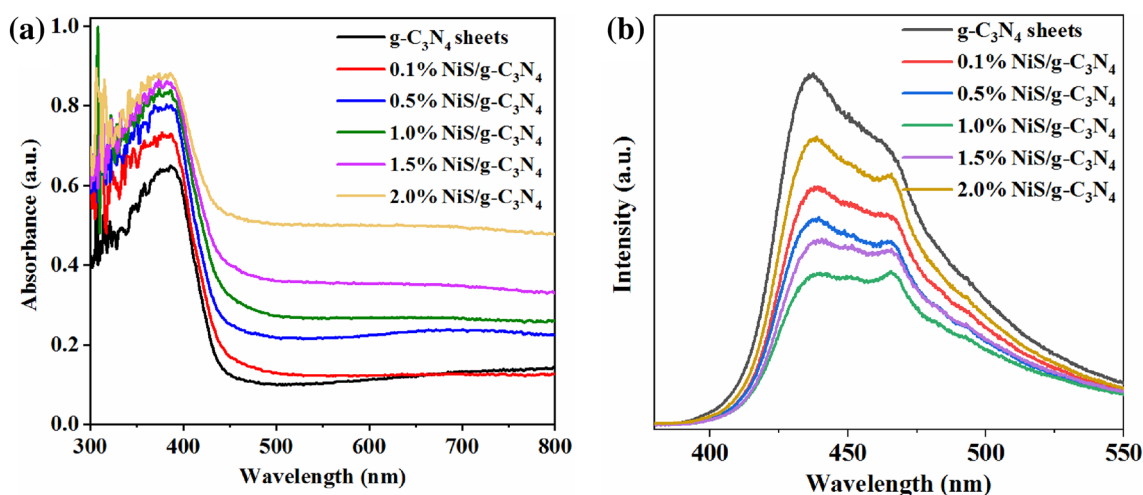 (a)
1.0
0.8
0.6
0.4
0.2
0.0
Absorbance (a.u.)
g-C₃N₄ sheets
0.1% NiS/g-C₃N₄
0.5% NiS/g-C₃N₄
1.0% NiS/g-C₃N₄
1.5% NiS/g-C₃N₄
2.0% NiS/g-C₃N₄
300 400 500 600 700 800
Wavelength (nm)
(b)
Intensity (a.u.)
g-C₃N₄ sheets
0.1% NiS/g-C₃N₄
0.5% NiS/g-C₃N₄
1.0% NiS/g-C₃N₄
1.5% NiS/g-C₃N₄
2.0% NiS/g-C₃N₄
400 450 500 550
Wavelength (nm)